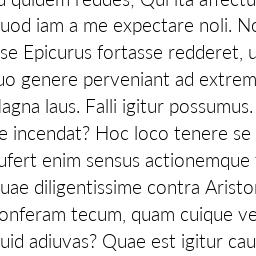 d quidem reddes; Qui ita affectu
uod iam a me expectare noli. No
se Epicurus fortasse redderet, u
uo genere perveniant ad extrem
lagna laus. Falli igitur possumus.
e incendat? Hoc loco tenere se
ufert enim sensus actionemque
uae diligentissime contra Aristo
onferam tecum, quam cuique ve
uid adiuvas? Quae est igitur cau